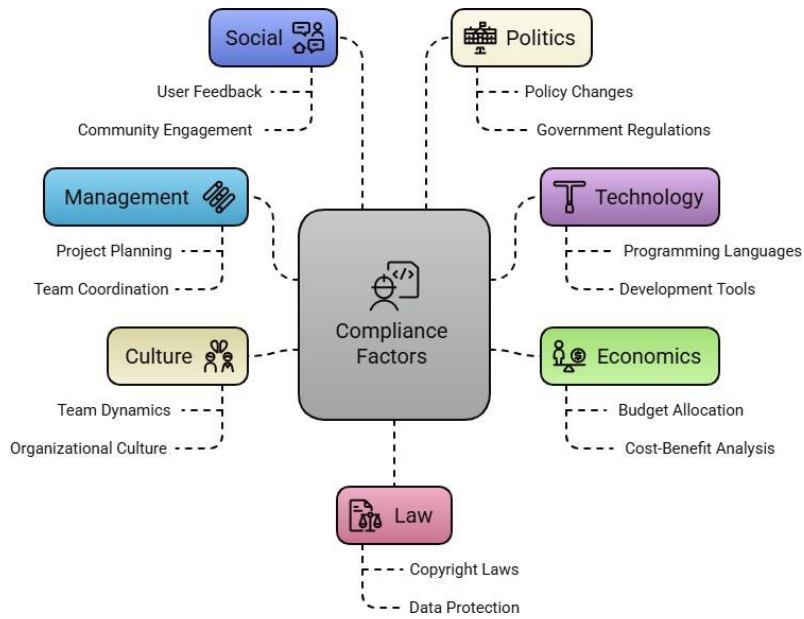 Social
User Feedback
Community Engagement
Politics
Policy Changes
Government Regulations
Management
Project Planning
Team Coordination
Technology
Programming Languages
Development Tools
Compliance
Factors
Culture
Team Dynamics
Organizational Culture
Economics
Budget Allocation
Cost-Benefit Analysis
Law
Copyright Laws
Data Protection